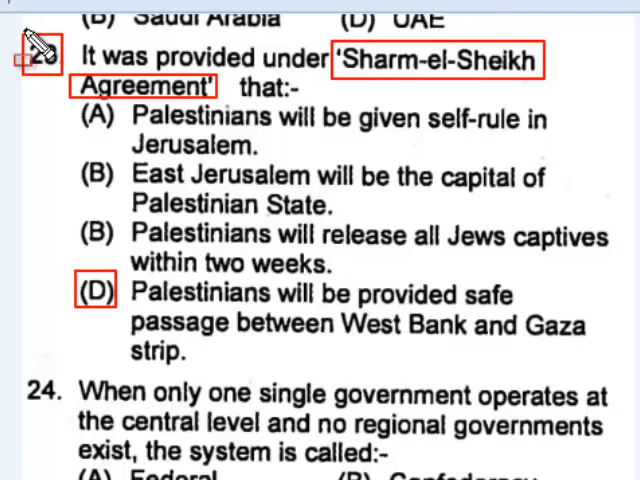 (B) Saudi Arabia (D) UAE
23. It was provided under 'Sharm-el-Sheikh
Agreement' that:-
(A) Palestinians will be given self-rule in
Jerusalem.
(B) East Jerusalem will be the capital of
Palestinian State.
(B) Palestinians will release all Jews captives
within two weeks.
(D) Palestinians will be provided safe
passage between West Bank and Gaza
strip.
24. When only one single government operates at
the central level and no regional governments
exist, the system is called:-
(A) Federal (B) Confederacy